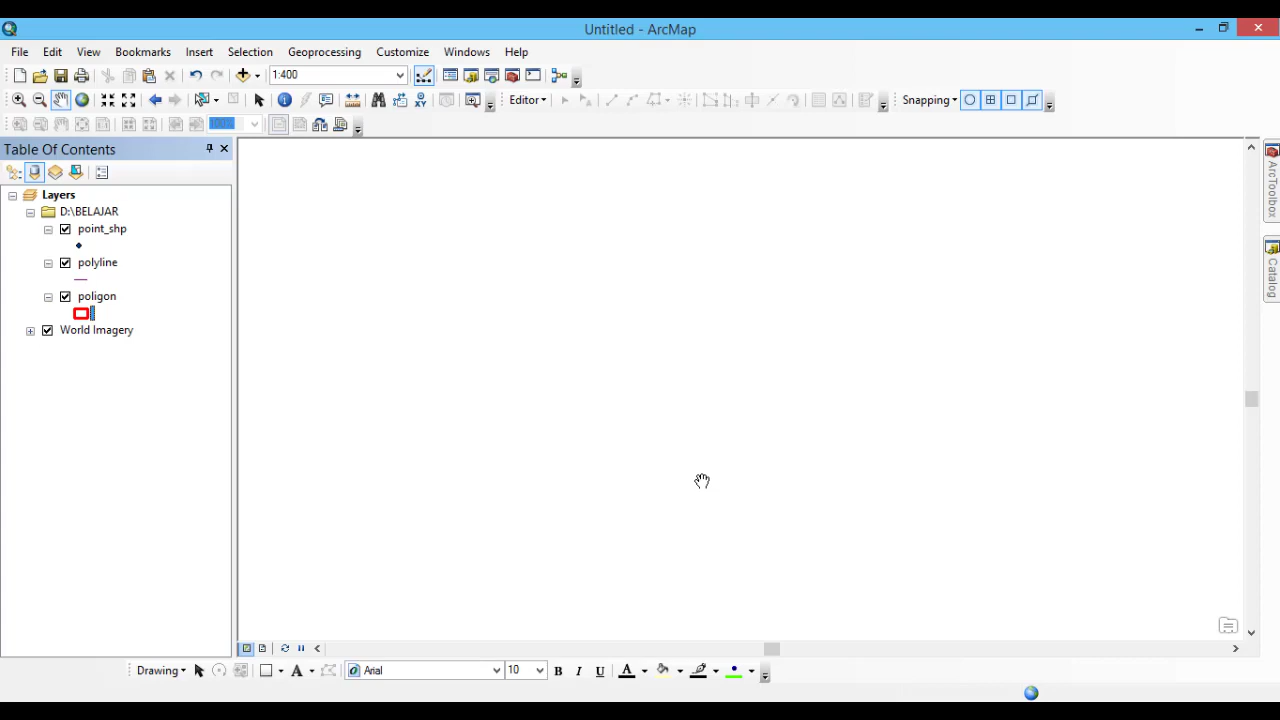 Untitled - ArcMap
File Edit View Bookmarks Insert Selection Geoprocessing Customize Windows Help
1:400
Editor Snapping
100%
Table Of Contents
Layers
D:\BELAJAR
point_shp
polyline
poligon
World Imagery
ArcToolbox
Catalog
Drawing A Arial 10 B I U A